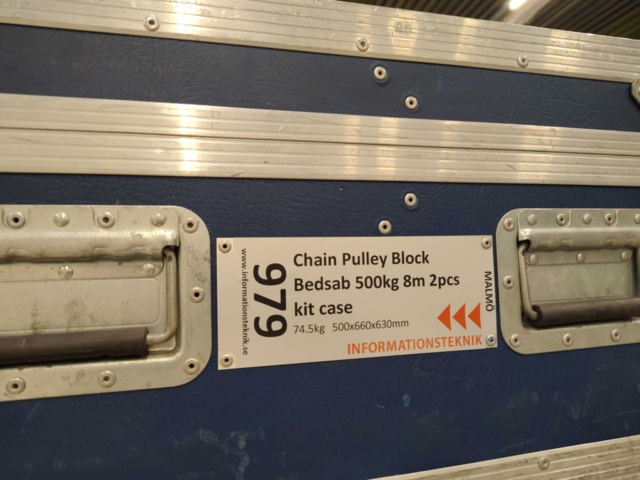 www.informationsteknik.se
979
Chain Pulley Block
Bedsab 500kg 8m 2pcs
kit case
74.5kg 500x660x630mm
MALMÖ
INFORMATIONSTEKNIK